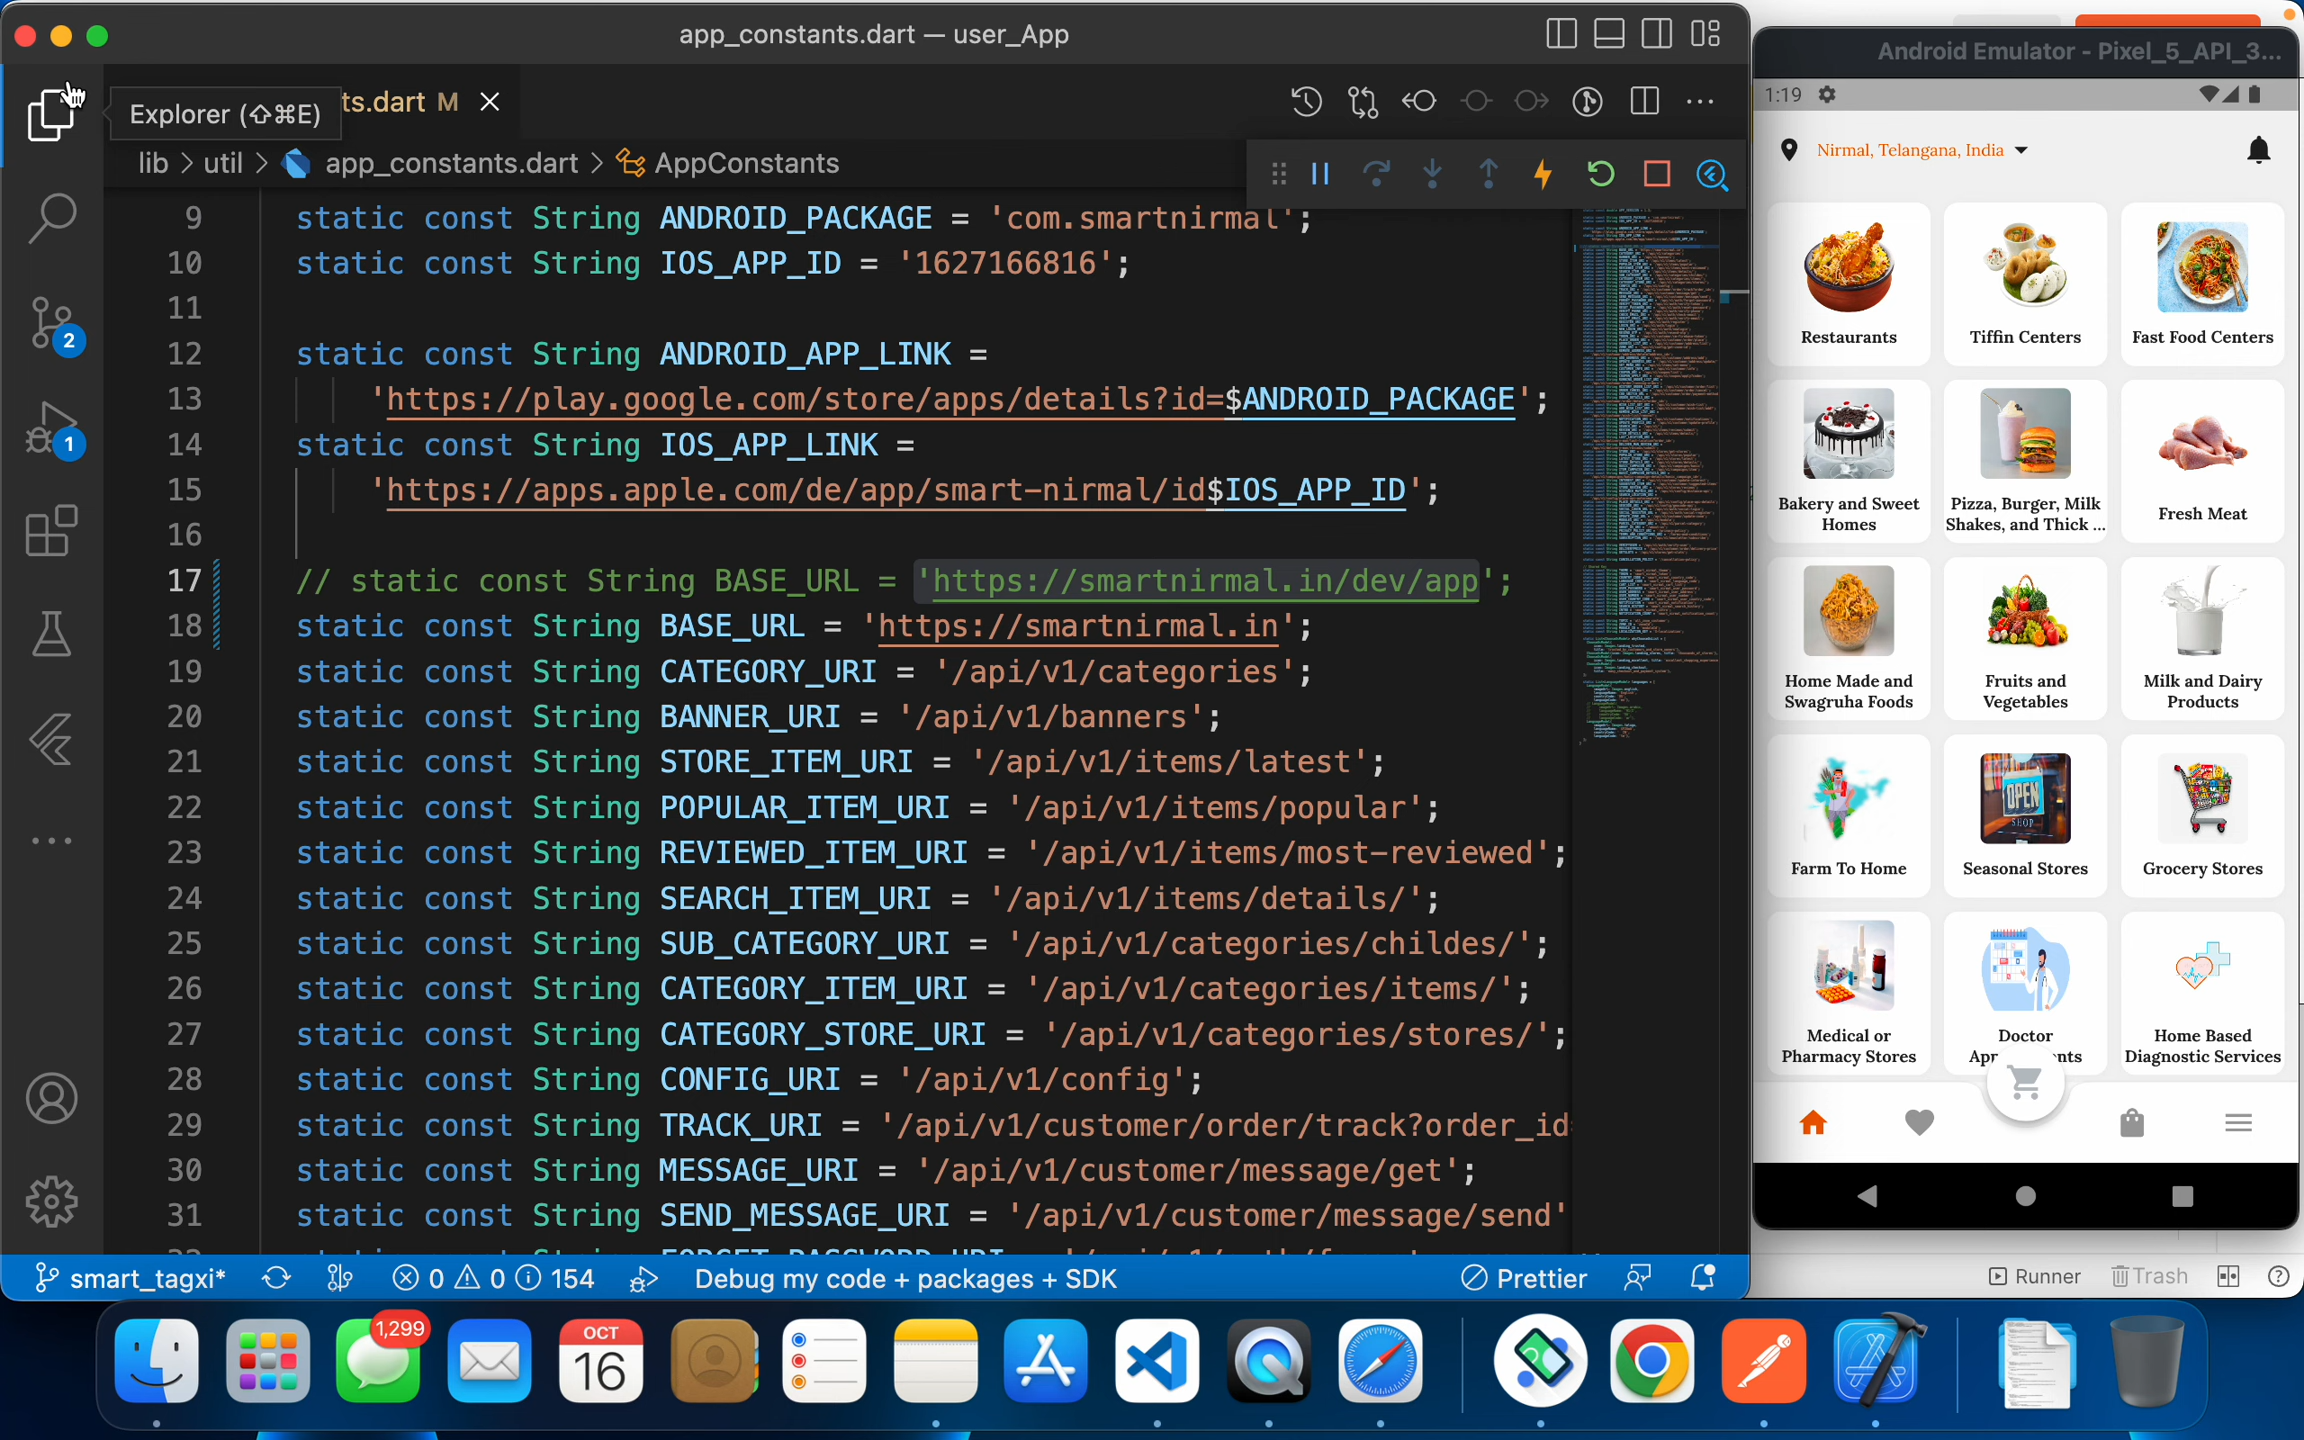 app_constants.dart — user_App
Explorer (⇧⌘E)
ts.dart M
lib > util > app_constants.dart > AppConstants
9 static const String ANDROID_PACKAGE = 'com.smartnirmal';
10 static const String IOS_APP_ID = '1627166816';
11
12 static const String ANDROID_APP_LINK =
13 'https://play.google.com/store/apps/details?id=$ANDROID_PACKAGE';
14 static const String IOS_APP_LINK =
15 'https://apps.apple.com/de/app/smart-nirmal/id$IOS_APP_ID';
16
17 // static const String BASE_URL = 'https://smartnirmal.in/dev/app';
18 static const String BASE_URL = 'https://smartnirmal.in';
19 static const String CATEGORY_URI = '/api/v1/categories';
20 static const String BANNER_URI = '/api/v1/banners';
21 static const String STORE_ITEM_URI = '/api/v1/items/latest';
22 static const String POPULAR_ITEM_URI = '/api/v1/items/popular';
23 static const String REVIEWED_ITEM_URI = '/api/v1/items/most-reviewed';
24 static const String SEARCH_ITEM_URI = '/api/v1/items/details/';
25 static const String SUB_CATEGORY_URI = '/api/v1/categories/childes/';
26 static const String CATEGORY_ITEM_URI = '/api/v1/categories/items/';
27 static const String CATEGORY_STORE_URI = '/api/v1/categories/stores/';
28 static const String CONFIG_URI = '/api/v1/config';
29 static const String TRACK_URI = '/api/v1/customer/order/track?order_id
30 static const String MESSAGE_URI = '/api/v1/customer/message/get';
31 static const String SEND_MESSAGE_URI = '/api/v1/customer/message/send'
2
1
smart_tagxi*
0 0 154
Debug my code + packages + SDK
Prettier
Android Emulator - Pixel_5_API_3...
1:19
Nirmal, Telangana, India
Restaurants
Tiffin Centers
Fast Food Centers
Bakery and Sweet
Homes
Pizza, Burger, Milk
Shakes, and Thick ...
Fresh Meat
Home Made and
Swagruha Foods
Fruits and
Vegetables
Milk and Dairy
Products
Farm To Home
OPEN
SHOP
Seasonal Stores
Grocery Stores
Medical or
Pharmacy Stores
Doctor
Home Based
Diagnostic Services
Runner
Trash
1,299
OCT
16